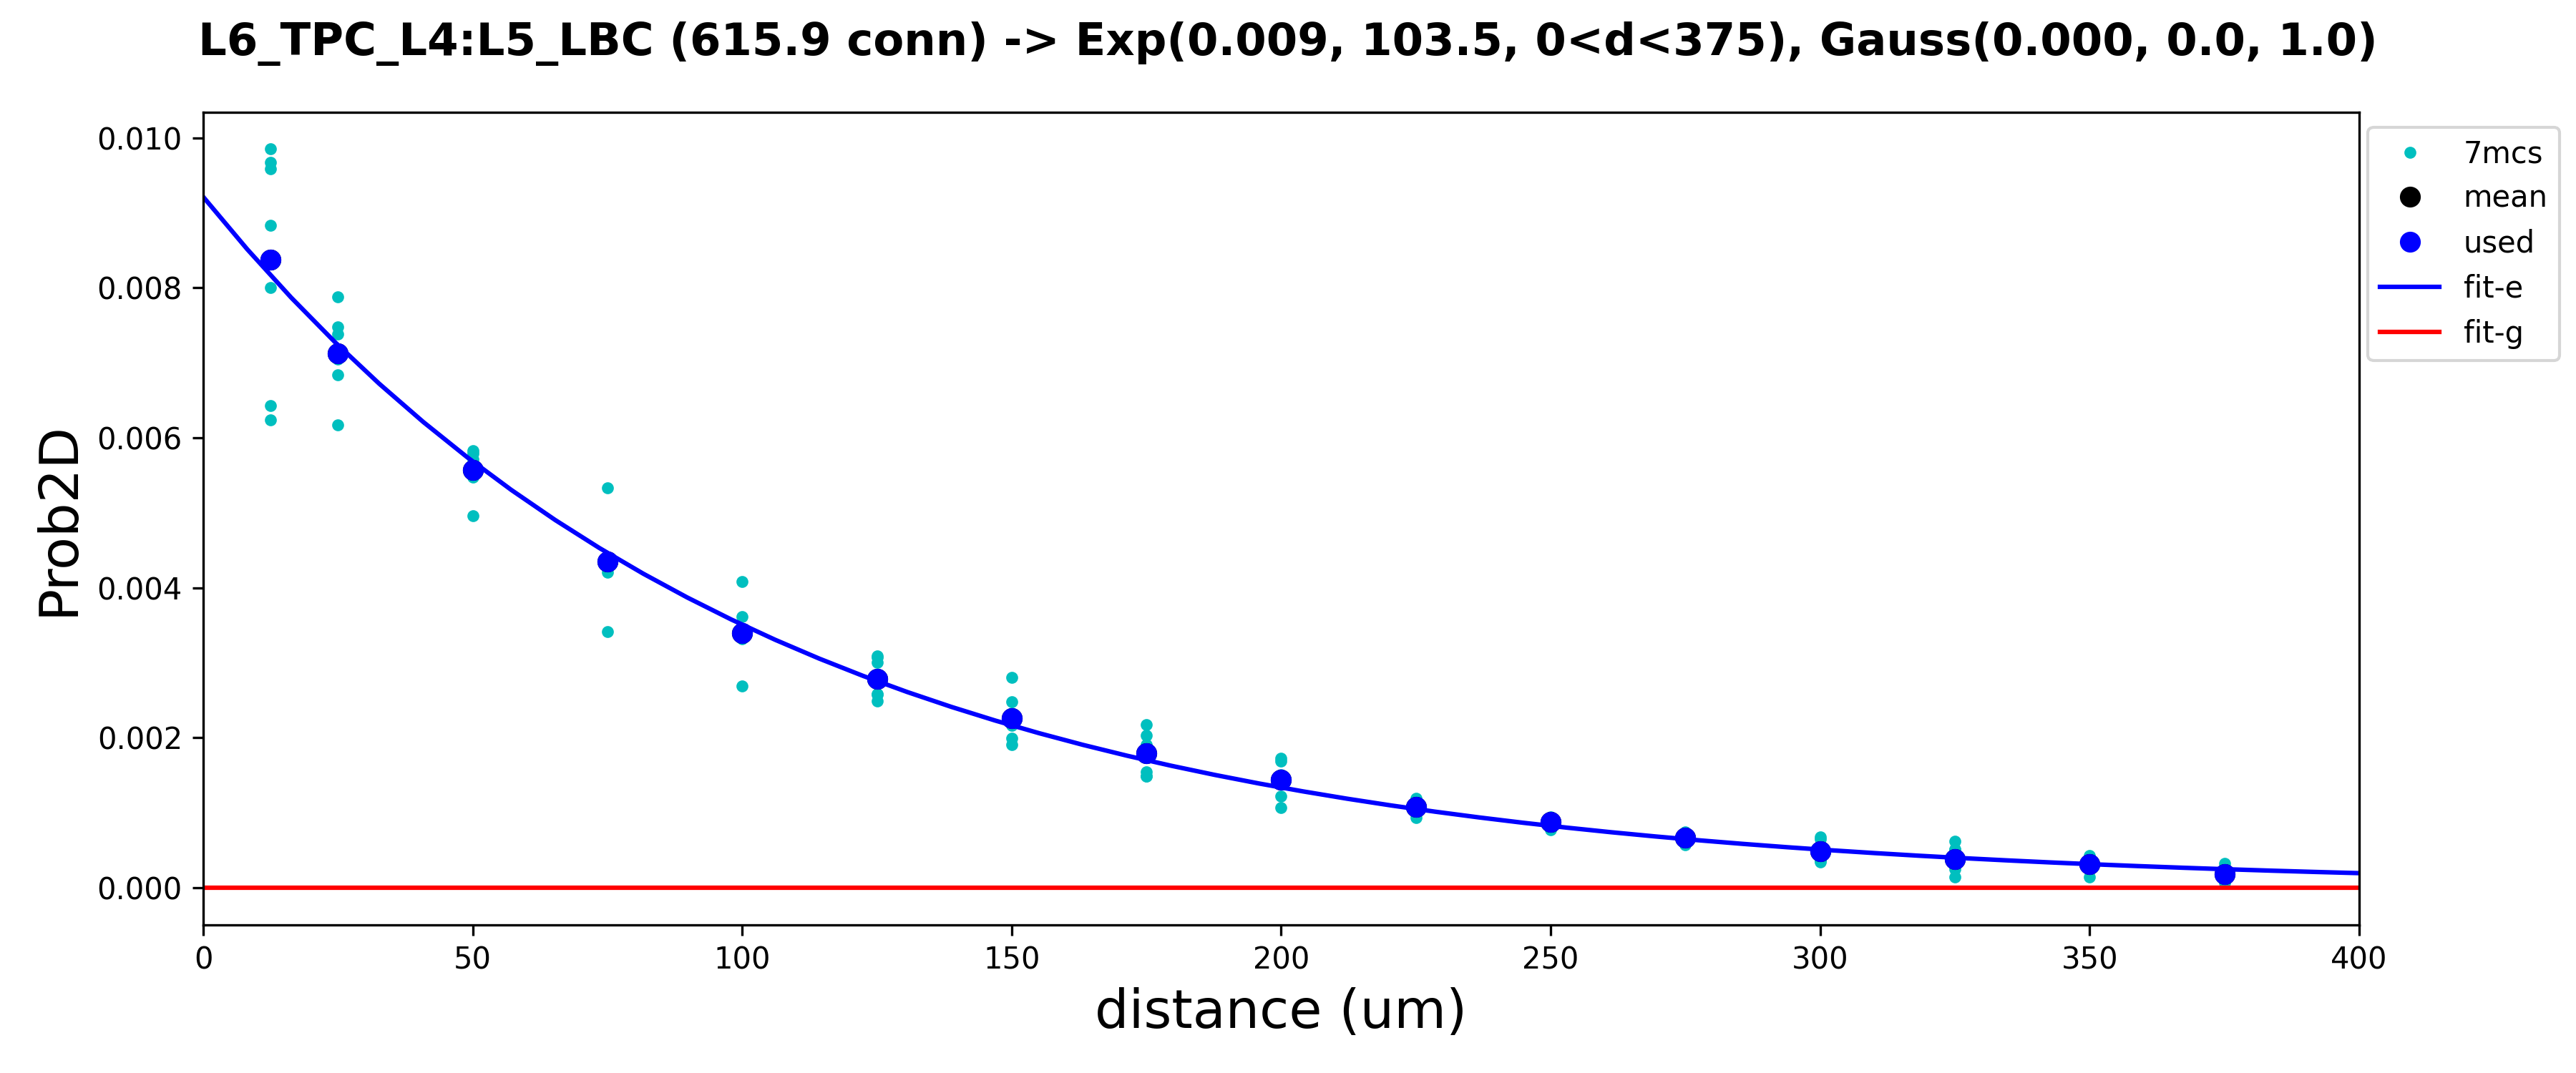 L6_TPC_L4:L5_LBC (615.9 conn) -> Exp(0.009, 103.5, 0<d<375), Gauss(0.000, 0.0, 1.0)
0.010
0.008
0.006
0.004
0.002
0.000
Prob2D
0 50 100 150 200 250 300 350 400
distance (um)
7mcs
mean
used
fit-e
fit-g